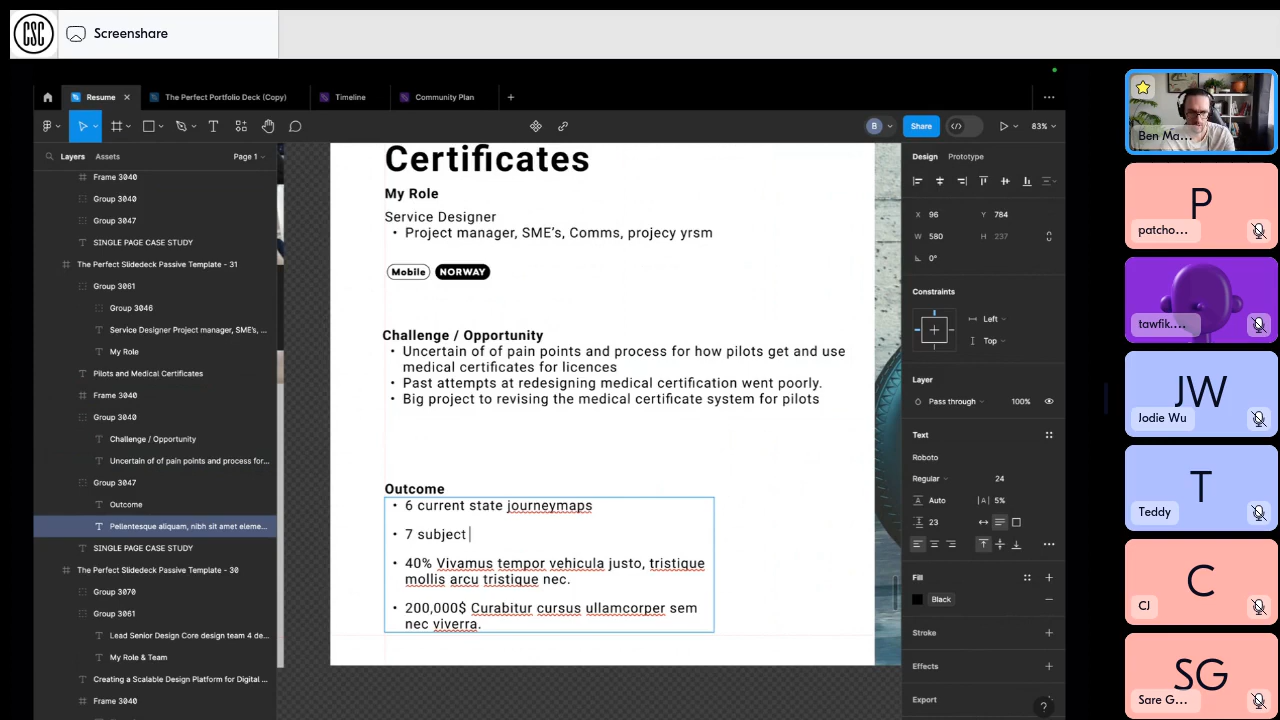 CSC
Screenshare
Resume
The Perfect Portfolio Deck (Copy)
Timeline
Community Plan
B
Share
83%
Layers
Assets
Page 1
Frame 3040
Group 3040
Group 3047
SINGLE PAGE CASE STUDY
The Perfect Slidedeck Passive Template - 31
Group 3061
Group 3046
Service Designer Project manager, SME's, ...
My Role
Pilots and Medical Certificates
Frame 3040
Group 3040
Challenge / Opportunity
Uncertain of of pain points and process for...
Group 3047
Outcome
Pellentesque aliquam, nibh sit amet eleme...
SINGLE PAGE CASE STUDY
The Perfect Slidedeck Passive Template - 30
Group 3070
Group 3061
Lead Senior Design Core design team 4 de...
My Role & Team
Creating a Scalable Design Platform for Digital ...
Frame 3040
Certificates
My Role
Service Designer
• Project manager, SME's, Comms, projecy yrsm
Mobile
NORWAY
Challenge / Opportunity
• Uncertain of of pain points and process for how pilots get and use
medical certificates for licences
• Past attempts at redesigning medical certification went poorly.
• Big project to revising the medical certificate system for pilots
Outcome
• 6 current state journeymaps
• 7 subject
• 40% Vivamus tempor vehicula justo, tristique
mollis arcu tristique nec.
• 200,000$ Curabitur cursus ullamcorper sem
nec viverra.
Design
Prototype
X 96
Y 784
W 580
H 237
0°
Constraints
Left
Top
Layer
Pass through
100%
Text
Roboto
Regular
24
Auto
|A| 5%
23
Fill
Black
Stroke
Effects
Export
?
Ben Ma...
P
patcho...
tawfik....
JW
Jodie Wu
T
Teddy
C
CJ
SG
Sare G...